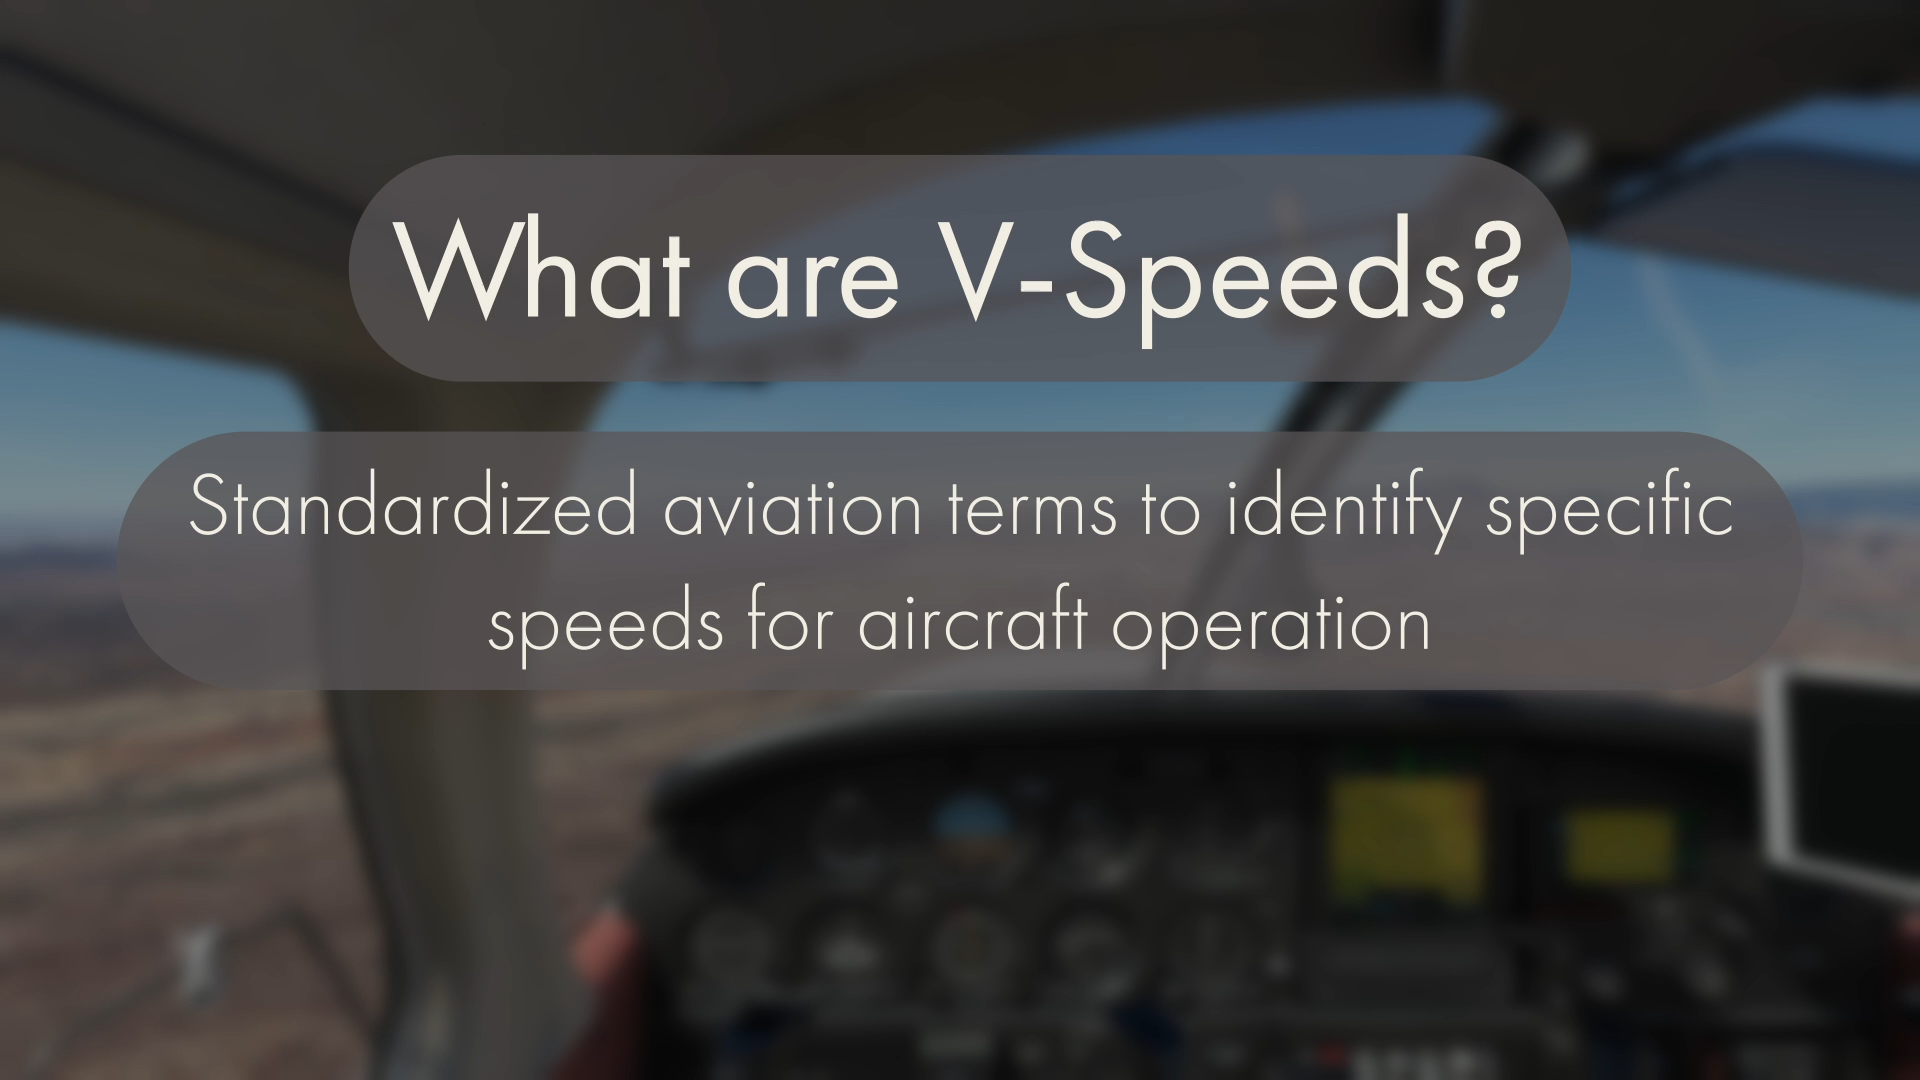 What are V-Speeds?
Standardized aviation terms to identify specific
speeds for aircraft operation